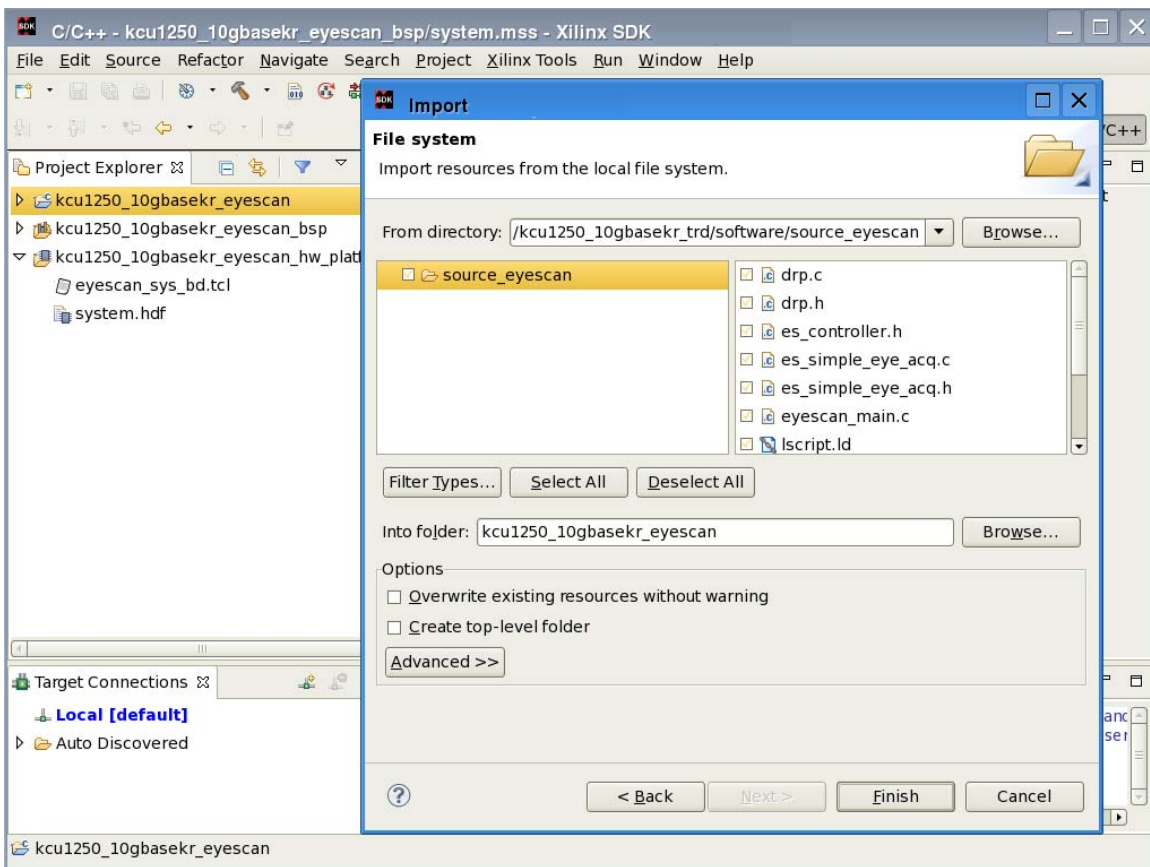 C/C++ - kcu1250_10gbasekr_eyescan_bsp/system.mss - Xilinx SDK
File Edit Source Refactor Navigate Search Project Xilinx Tools Run Window Help
Import
File system
Import resources from the local file system.
C++
Project Explorer
kcu1250_10gbasekr_eyescan
kcu1250_10gbasekr_eyescan_bsp
kcu1250_10gbasekr_eyescan_hw_platf
eyescan_sys_bd.tcl
system.hdf
From directory: /kcu1250_10gbasekr_trd/software/source_eyescan Browse...
source_eyescan
drp.c
drp.h
es_controller.h
es_simple_eye_acq.c
es_simple_eye_acq.h
eyescan_main.c
lscript.ld
Filter Types... Select All Deselect All
Into folder: kcu1250_10gbasekr_eyescan Browse...
Options
Overwrite existing resources without warning
Create top-level folder
Advanced >>
Target Connections
Local [default]
Auto Discovered
and
ser
< Back Next > Finish Cancel
kcu1250_10gbasekr_eyescan